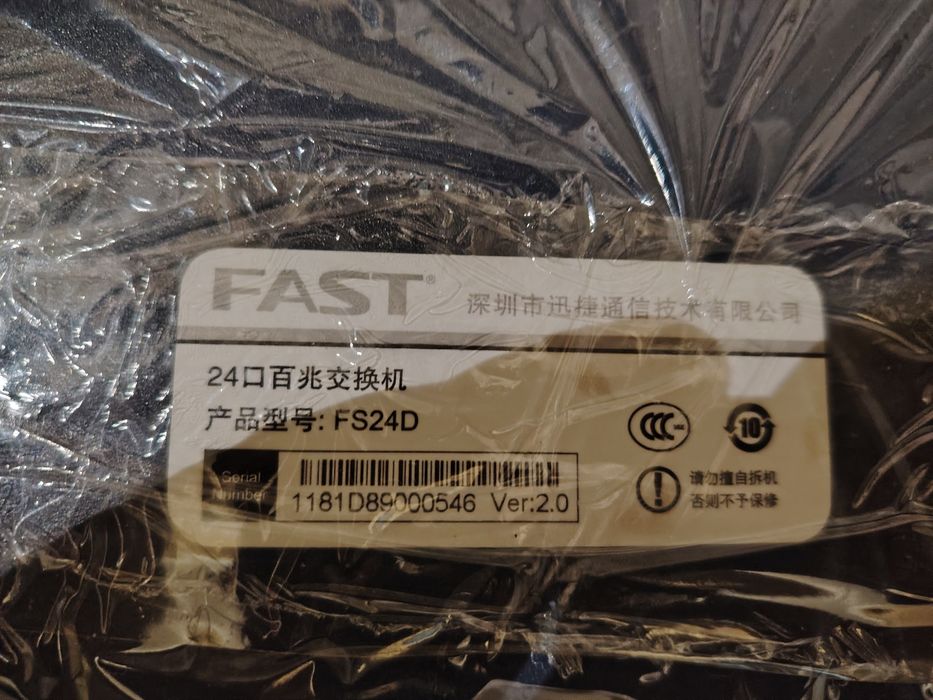 FAST®
深圳市迅捷通信技术有限公司
24口百兆交换机
产品型号: FS24D
CCC
10
Serial
Number
1181D89000546 Ver:2.0
请勿擅自拆机
否则不予保修